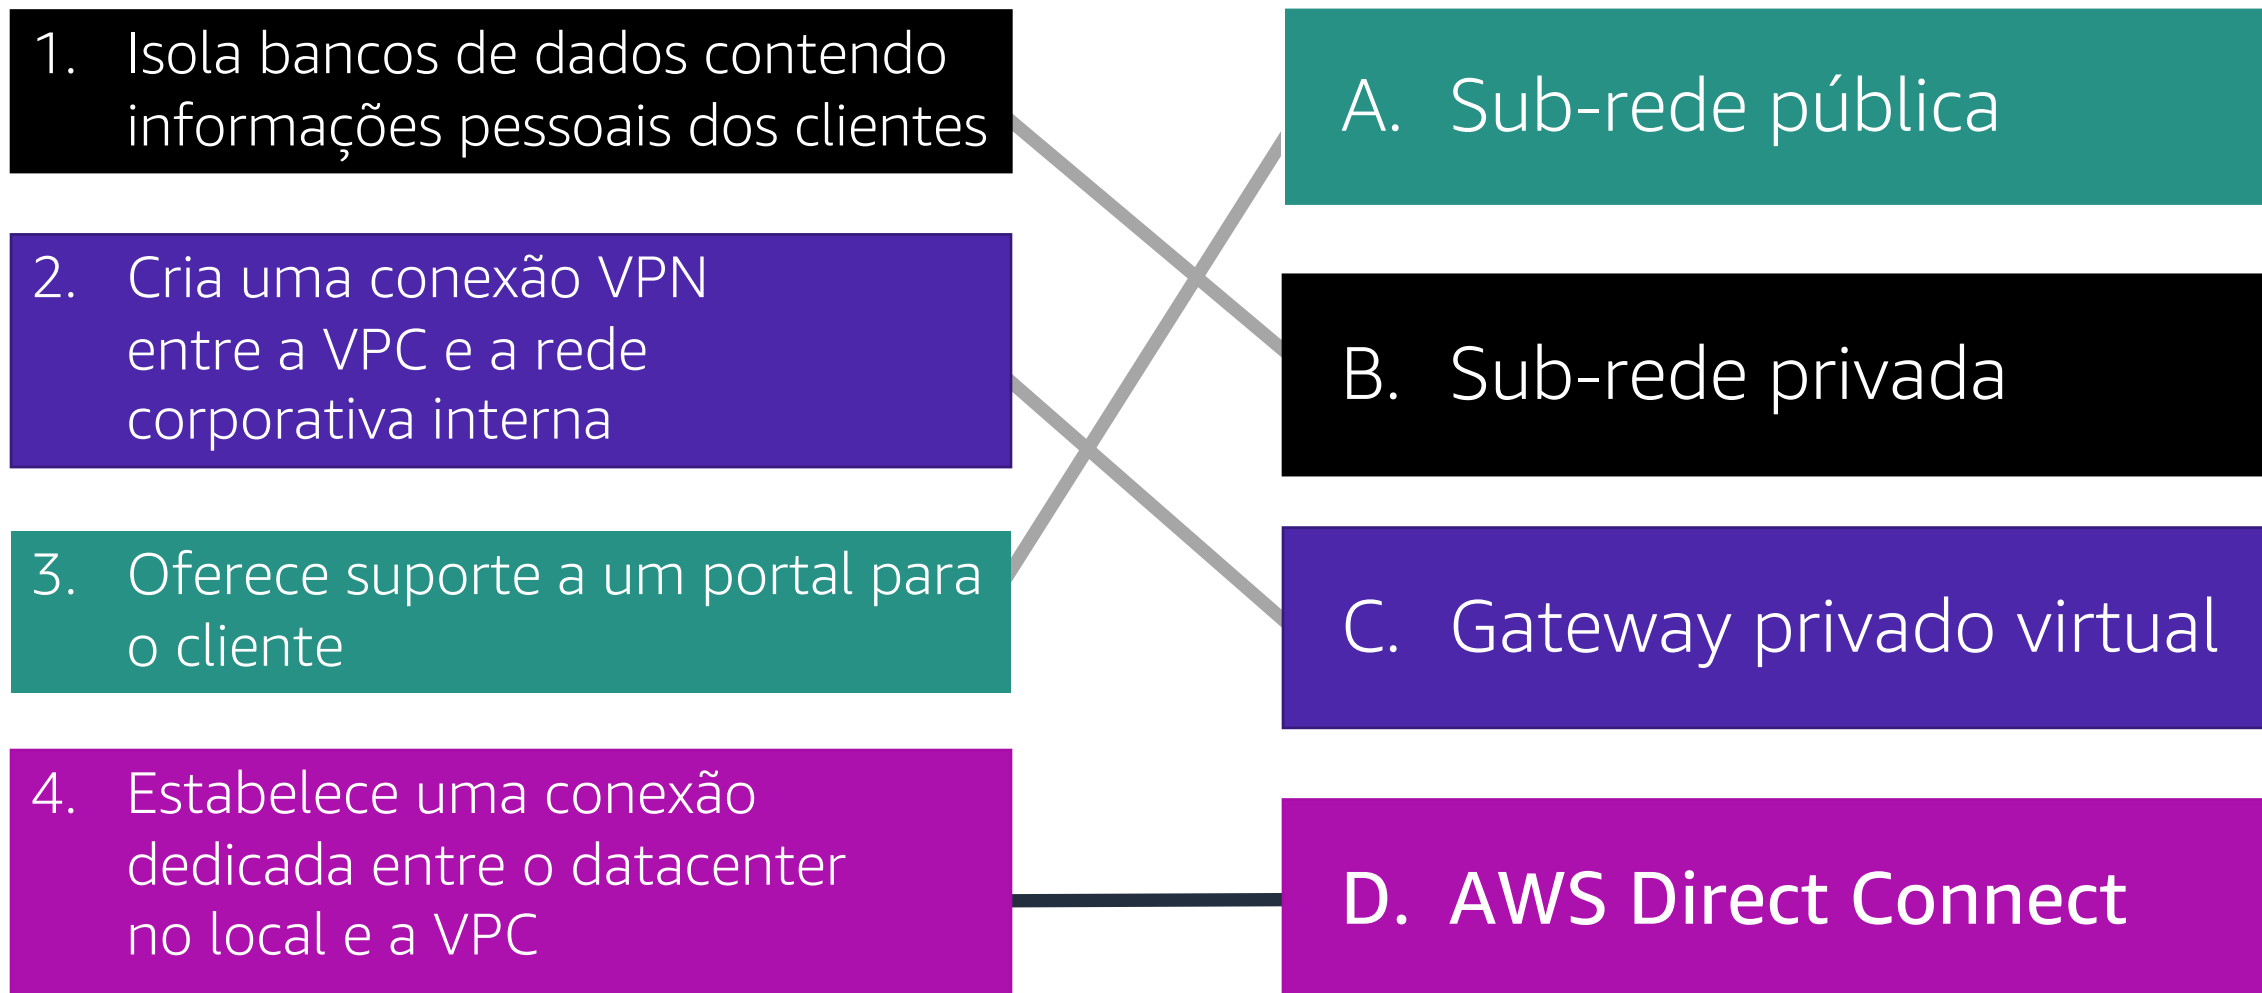 1. Isola bancos de dados contendo
informações pessoais dos clientes
2. Cria uma conexão VPN
entre a VPC e a rede
corporativa interna
3. Oferece suporte a um portal para
o cliente
4. Estabelece uma conexão
dedicada entre o datacenter
no local e a VPC
A. Sub-rede pública
B. Sub-rede privada
C. Gateway privado virtual
D. AWS Direct Connect